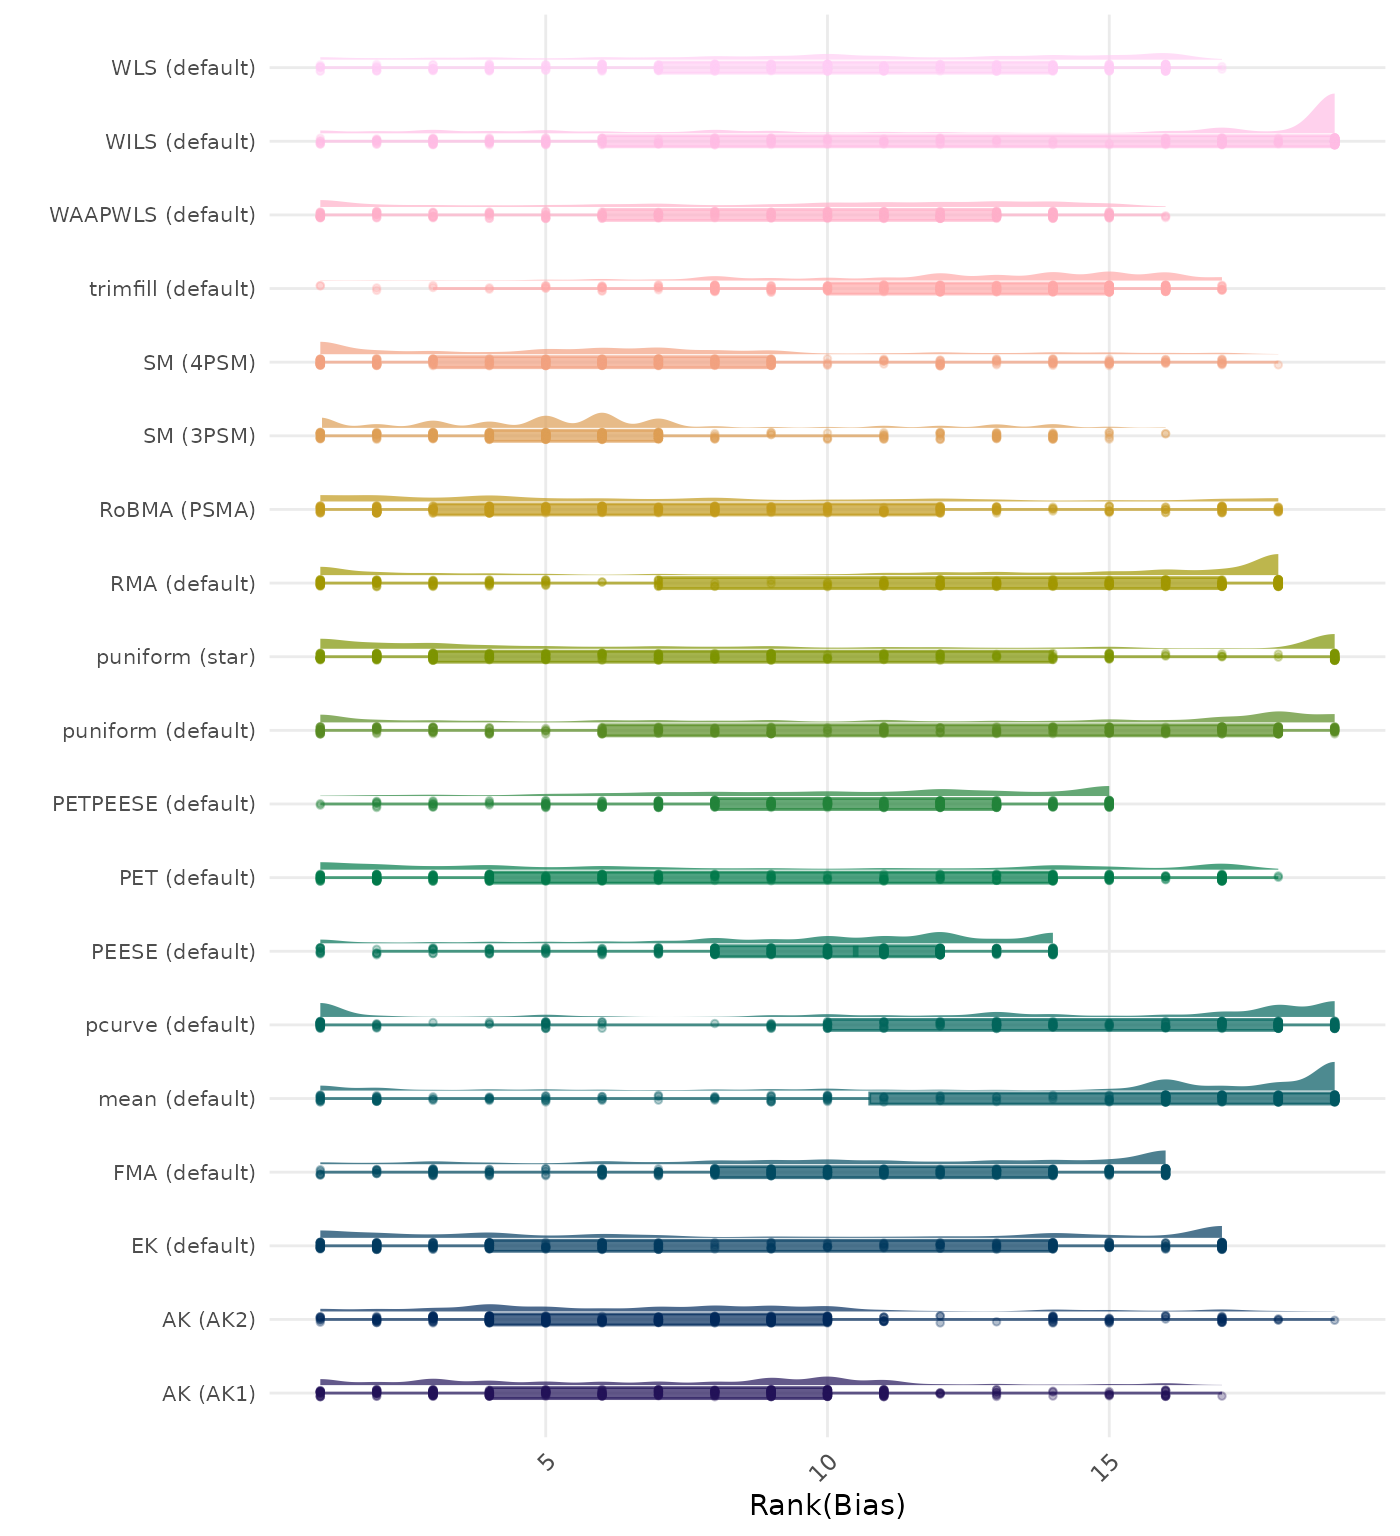 WLS (default)
WILS (default)
WAAPWLS (default)
trimfill (default)
SM (4PSM)
SM (3PSM)
RoBMA (PSMA)
RMA (default)
puniform (star)
puniform (default)
PETPEESE (default)
PET (default)
PEESE (default)
pcurve (default)
mean (default)
FMA (default)
EK (default)
AK (AK2)
AK (AK1)
5
10
15
Rank(Bias)